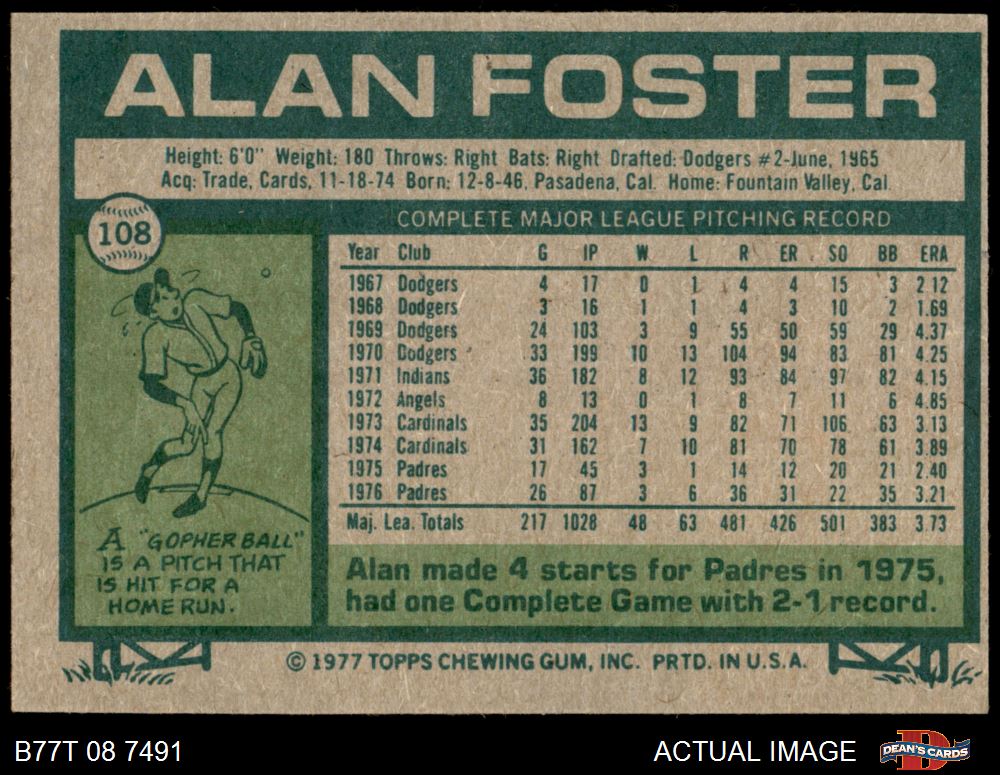 ALAN FOSTER
Height: 6'0" Weight: 180 Throws: Right Bats: Right Drafted: Dodgers #2-June, 1965
Acq: Trade, Cards, 11-18-74 Born: 12-8-46, Pasadena, Cal. Home: Fountain Valley, Cal.
108
COMPLETE MAJOR LEAGUE PITCHING RECORD
Year Club G IP W L R ER SO BB ERA
1967 Dodgers 4 17 0 1 4 4 15 3 2.12
1968 Dodgers 3 16 1 1 4 3 10 2 1.69
1969 Dodgers 24 103 3 9 55 50 59 29 4.37
1970 Dodgers 33 199 10 13 104 94 83 81 4.25
1971 Indians 36 182 8 12 93 84 97 82 4.15
1972 Angels 8 13 0 1 8 7 11 6 4.85
1973 Cardinals 35 204 13 9 82 71 106 63 3.13
1974 Cardinals 31 162 7 10 81 70 78 61 3.89
1975 Padres 17 45 3 1 14 12 20 21 2.40
1976 Padres 26 87 3 6 36 31 22 35 3.21
Maj. Lea. Totals 217 1028 48 63 481 426 501 383 3.73
A "GOPHER BALL"
IS A PITCH THAT
IS HIT FOR A
HOME RUN.
Alan made 4 starts for Padres in 1975,
had one Complete Game with 2-1 record.
© 1977 TOPPS CHEWING GUM, INC. PRTD. IN U.S.A.
B77T 08 7491
ACTUAL IMAGE
D
DEAN'S CARDS